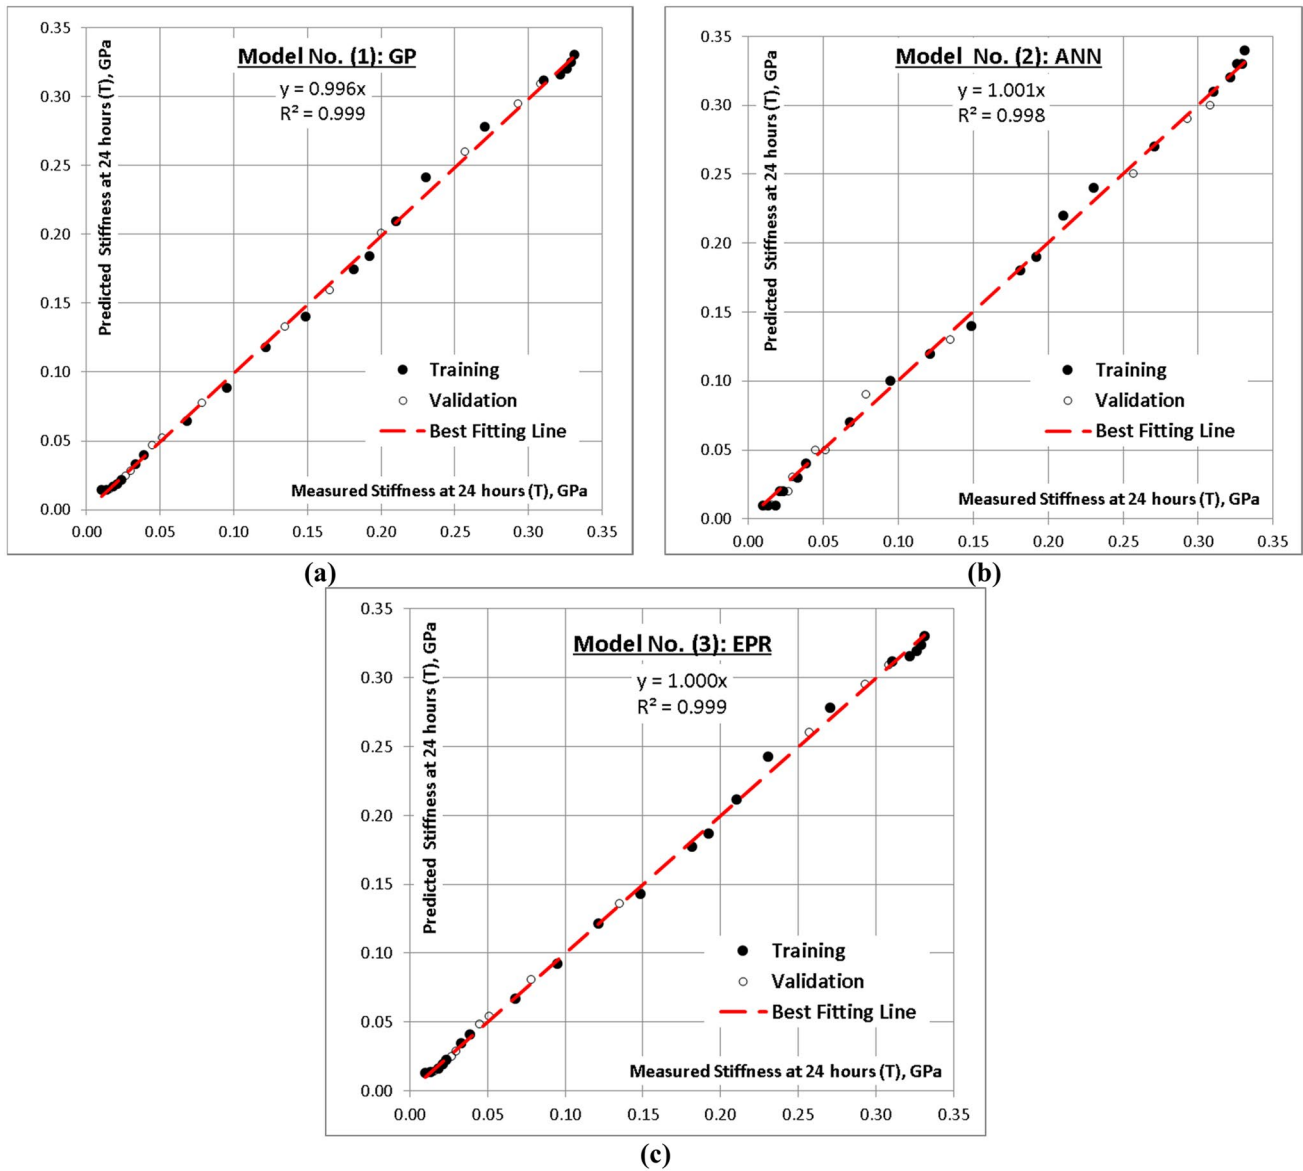 Model No. (1): GP
y = 0.996x
R² = 0.999
Predicted Stiffness at 24 hours (T), GPa
0.35
0.30
0.25
0.20
0.15
0.10
0.05
0.00
Training
Validation
Best Fitting Line
Measured Stiffness at 24 hours (T), GPa
0.00 0.05 0.10 0.15 0.20 0.25 0.30 0.35
(a)
Model No. (2): ANN
y = 1.001x
R² = 0.998
Predicted Stiffness at 24 hours (T), GPa
0.35
0.30
0.25
0.20
0.15
0.10
0.05
0.00
Training
Validation
Best Fitting Line
Measured Stiffness at 24 hours (T), GPa
0.00 0.05 0.10 0.15 0.20 0.25 0.30 0.35
(b)
Model No. (3): EPR
y = 1.000x
R² = 0.999
Predicted Stiffness at 24 hours (T), GPa
0.35
0.30
0.25
0.20
0.15
0.10
0.05
0.00
Training
Validation
Best Fitting Line
Measured Stiffness at 24 hours (T), GPa
0.00 0.05 0.10 0.15 0.20 0.25 0.30 0.35
(c)